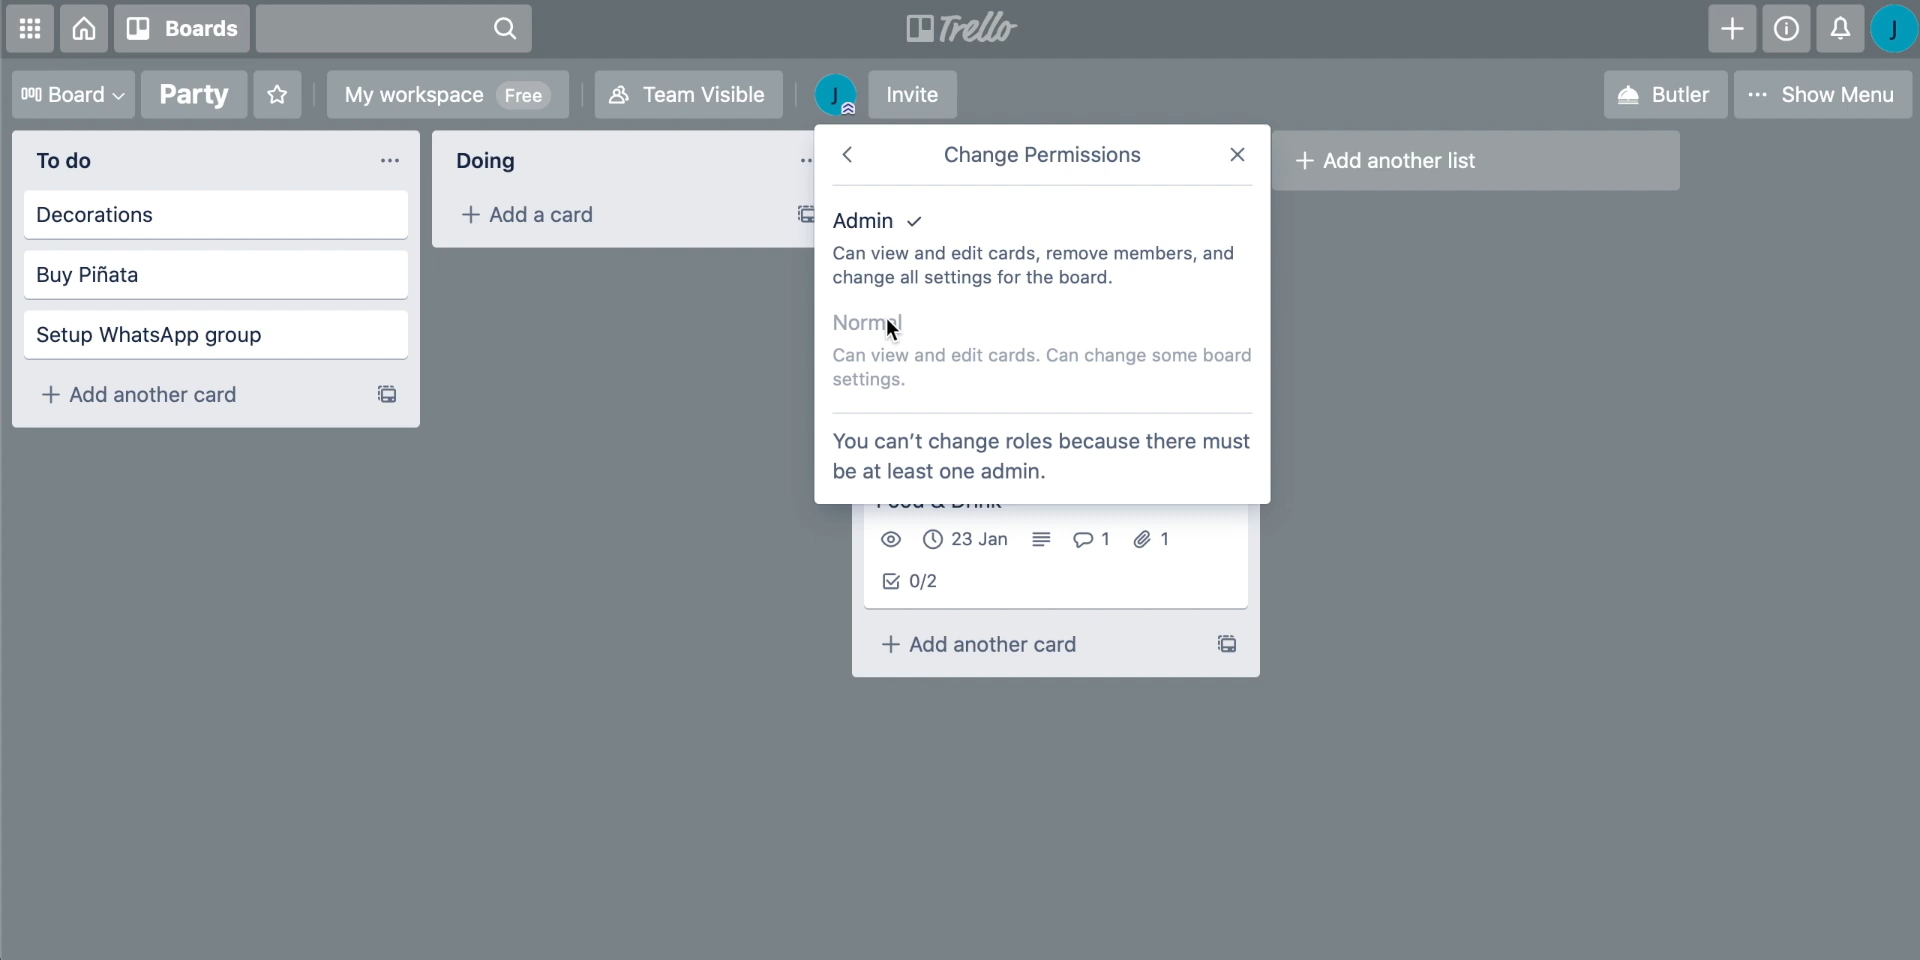 Boards
Trello
J
Board
Party
My workspace Free
Team Visible
J
Invite
Butler
Show Menu
To do
Decorations
Buy Piñata
Setup WhatsApp group
Add another card
Doing
Add a card
Change Permissions
Admin
Can view and edit cards, remove members, and
change all settings for the board.
Normal
Can view and edit cards. Can change some board
settings.
You can't change roles because there must
be at least one admin.
Food & Drink
23 Jan 1 1
0/2
Add another card
Add another list